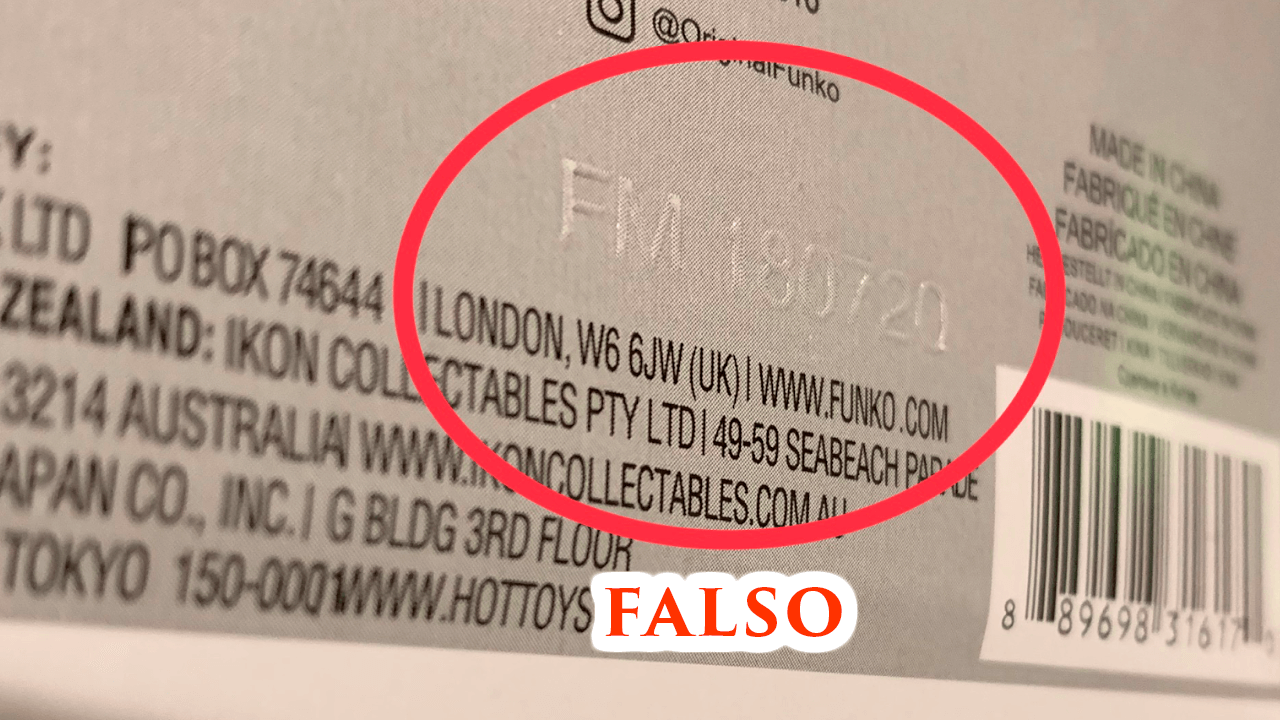 @OriginalFunko
Y:
LTD PO BOX 74644 | LONDON, W6 6JW (UK) | WWW.FUNKO.COM
ZEALAND: IKON COLLECTABLES PTY LTD | 49-59 SEABEACH PARADE
3214 AUSTRALIA| WWW.IKONCOLLECTABLES.COM AU
APAN CO., INC. | G BLDG 3RD FLOUR
TOKYO 150-0001WWW.HOTTOYS
FM 180720
MADE IN CHINA
FABRIQUÉ EN CHINE
FABRICADO EN CHINA
8 89698 31617
FALSO